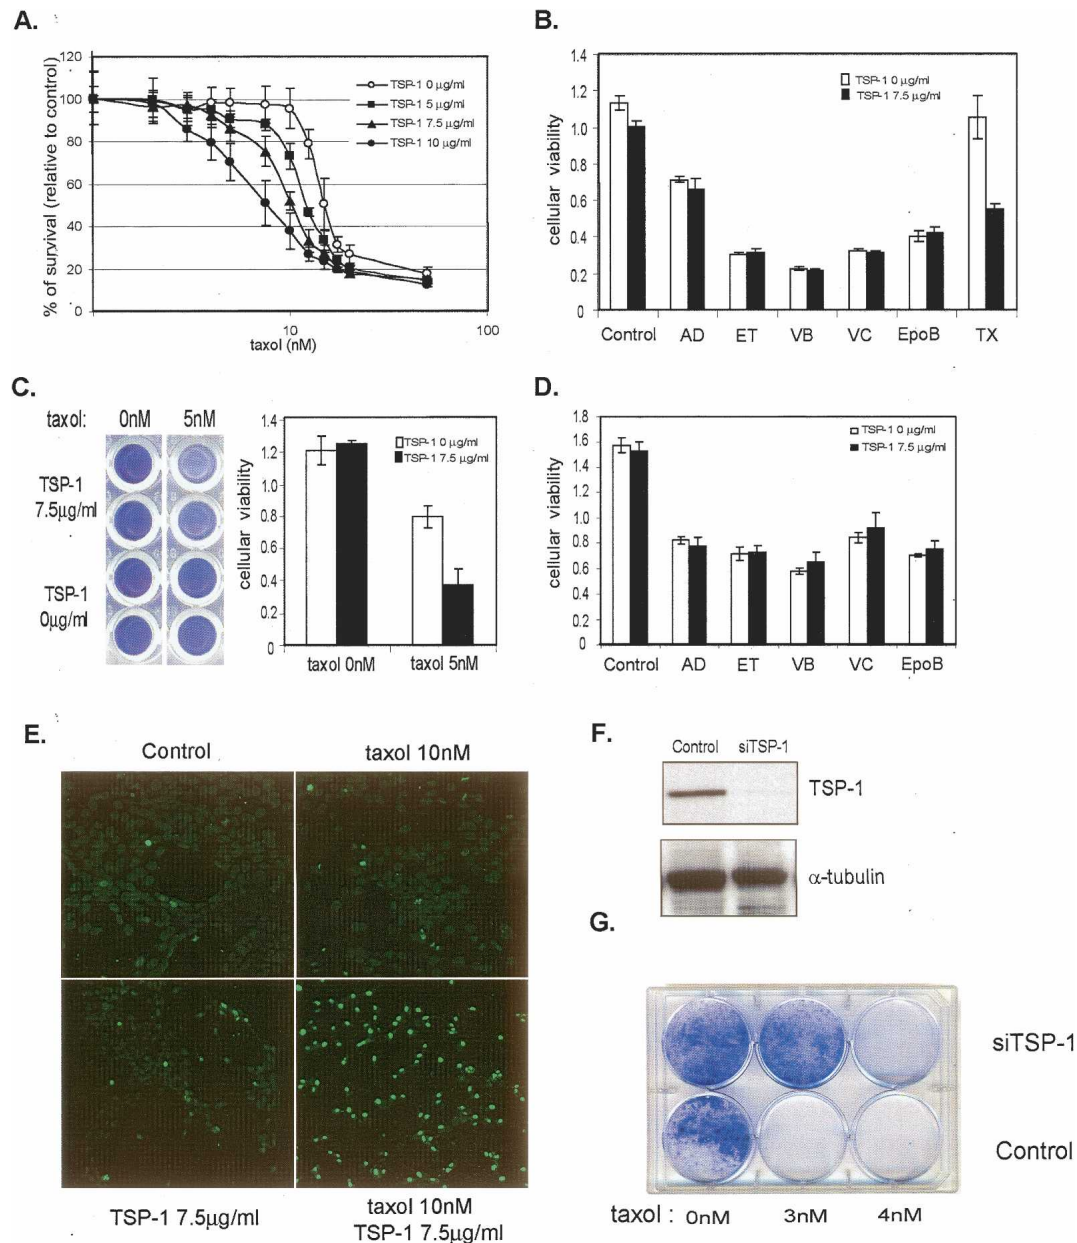 A.
120
100
80
60
40
20
0
% of survival (relative to control)
10
100
taxol (nM)
TSP-1 0 µg/ml
TSP-1 5 µg/ml
TSP-1 7.5 µg/ml
TSP-1 10 µg/ml
B.
1.4
1.2
1.0
0.8
0.6
0.4
0.2
.0
cellular viability
TSP-1 0 µg/ml
TSP-1 7.5 µg/ml
Control AD ET VB VC EpoB TX
C.
taxol: 0nM 5nM
TSP-1
7.5µg/ml
TSP-1
0µg/ml
1.4
1.2
1.0
0.8
0.6
0.4
0.2
0
cellular viability
TSP-1 0 µg/ml
TSP-1 7.5 µg/ml
taxol 0nM taxol 5nM
D.
1.8
1.6
1.4
1.2
1.0
0.8
0.6
0.4
0.2
0
cellular viability
TSP-1 0 µg/ml
TSP-1 7.5 µg/ml
Control AD ET VB VC EpoB
E.
Control taxol 10nM
TSP-1 7.5µg/ml taxol 10nM
TSP-1 7.5µg/ml
F.
Control siTSP-1
TSP-1
α-tubulin
G.
siTSP-1
Control
taxol : 0nM 3nM 4nM